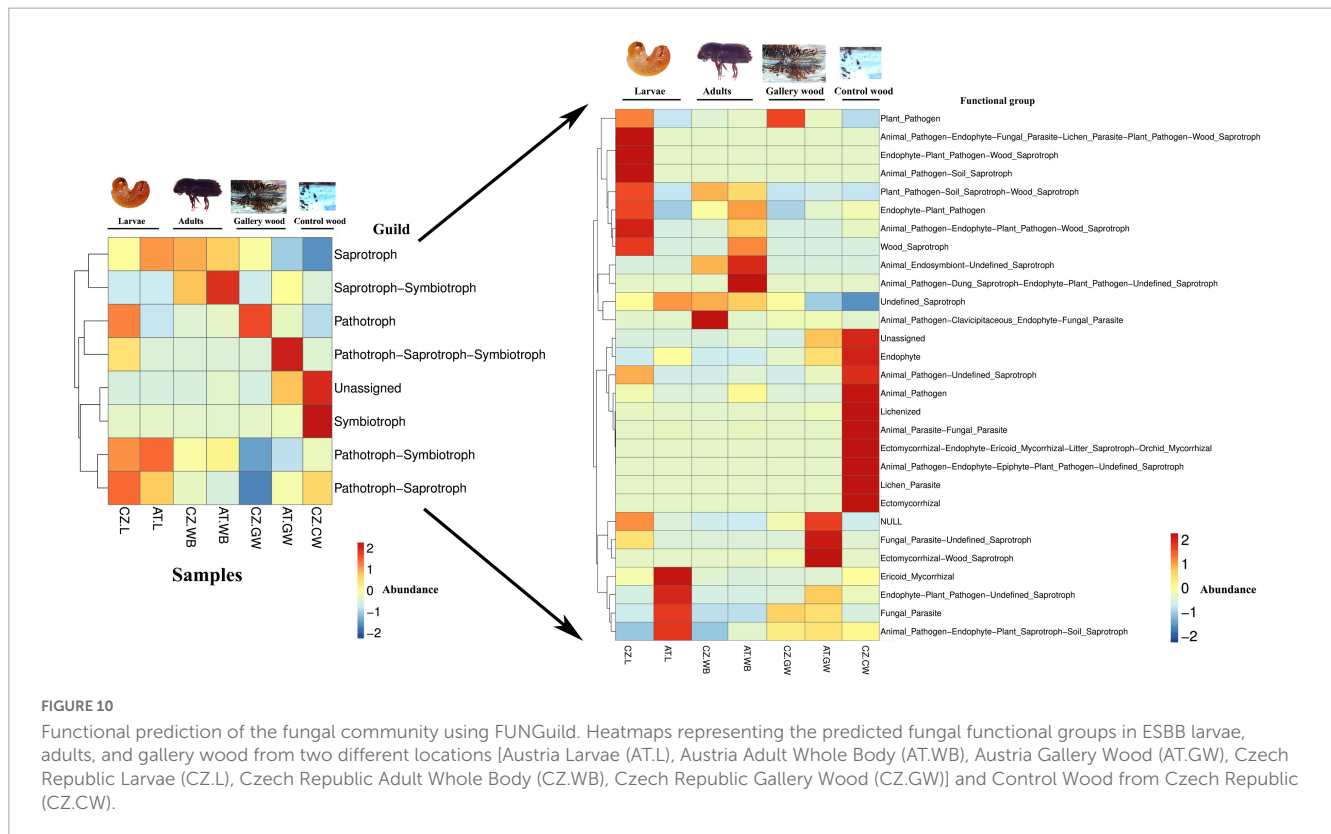 Larvae
Adults
Gallery wood
Control wood
Guild
Saprotroph
Saprotroph−Symbiotroph
Pathotroph
Pathotroph−Saprotroph−Symbiotroph
Unassigned
Symbiotroph
Pathotroph−Symbiotroph
Pathotroph−Saprotroph
CZ.L
AT.L
CZ.WB
AT.WB
CZ.GW
AT.GW
CZ.CW
Samples
2
1
0
−1
−2
Abundance
Larvae
Adults
Gallery wood
Control wood
Functional group
Plant_Pathogen
Animal_Pathogen−Endophyte−Fungal_Parasite−Lichen_Parasite−Plant_Pathogen−Wood_Saprotroph
Endophyte−Plant_Pathogen−Wood_Saprotroph
Animal_Pathogen−Soil_Saprotroph
Plant_Pathogen−Soil_Saprotroph−Wood_Saprotroph
Endophyte−Plant_Pathogen
Animal_Pathogen−Endophyte−Plant_Pathogen−Wood_Saprotroph
Wood_Saprotroph
Animal_Endosymbiont−Undefined_Saprotroph
Animal_Pathogen−Dung_Saprotroph−Endophyte−Plant_Pathogen−Undefined_Saprotroph
Undefined_Saprotroph
Animal_Pathogen−Clavicipitaceous_Endophyte−Fungal_Parasite
Unassigned
Endophyte
Animal_Pathogen−Undefined_Saprotroph
Animal_Pathogen
Lichenized
Animal_Parasite−Fungal_Parasite
Ectomycorrhizal−Endophyte−Ericoid_Mycorrhizal−Litter_Saprotroph−Orchid_Mycorrhizal
Animal_Pathogen−Endophyte−Epiphyte−Plant_Pathogen−Undefined_Saprotroph
Lichen_Parasite
Ectomycorrhizal
NULL
Fungal_Parasite−Undefined_Saprotroph
Ectomycorrhizal−Wood_Saprotroph
Ericoid_Mycorrhizal
Endophyte−Plant_Pathogen−Undefined_Saprotroph
Fungal_Parasite
Animal_Pathogen−Endophyte−Plant_Saprotroph−Soil_Saprotroph
CZ.L
AT.L
CZ.WB
AT.WB
CZ.GW
AT.GW
CZ.CW
2
1
0
−1
−2
Abundance
FIGURE 10
Functional prediction of the fungal community using FUNGuild. Heatmaps representing the predicted fungal functional groups in ESBB larvae,
adults, and gallery wood from two different locations [Austria Larvae (AT.L), Austria Adult Whole Body (AT.WB), Austria Gallery Wood (AT.GW), Czech
Republic Larvae (CZ.L), Czech Republic Adult Whole Body (CZ.WB), Czech Republic Gallery Wood (CZ.GW)] and Control Wood from Czech Republic
(CZ.CW).